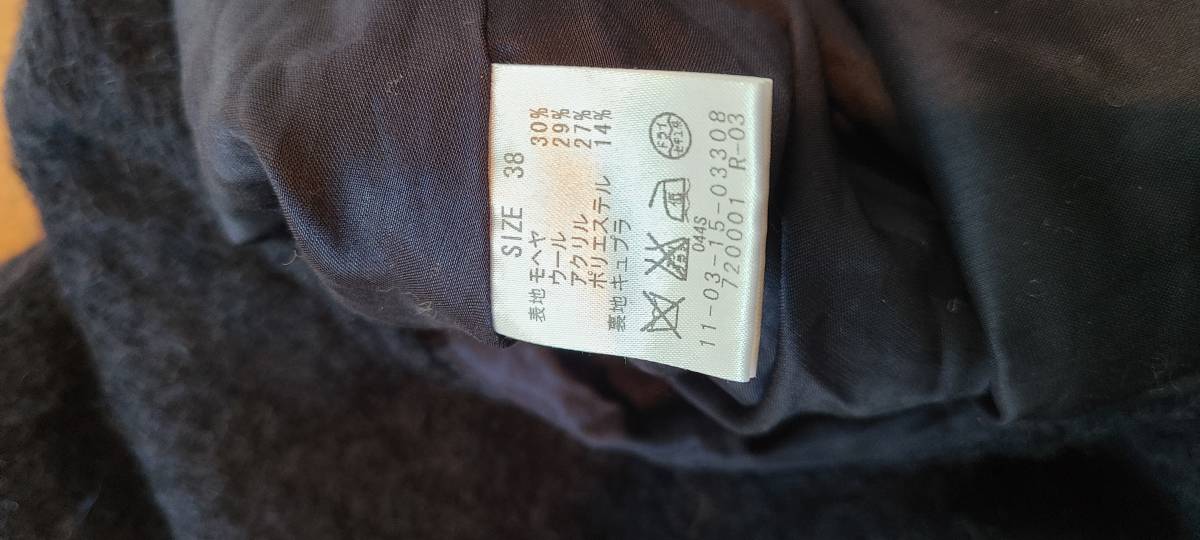 SIZE 38
表地 モヘヤ 30%
ウール 29%
アクリル 27%
ポリエステル 14%
裏地 キュプラ
ドライ セキユ系
044S
11-03-15-03308
720001 R-03